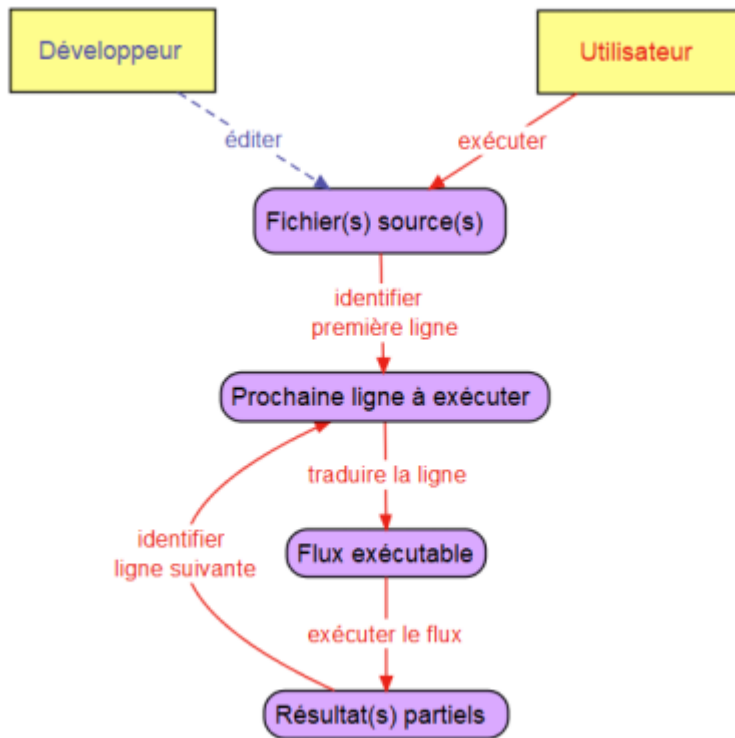 Développeur
Utilisateur
éditer
exécuter
Fichier(s) source(s)
identifier
première ligne
Prochaine ligne à exécuter
traduire la ligne
identifier
ligne suivante
Flux exécutable
exécuter le flux
Résultat(s) partiels